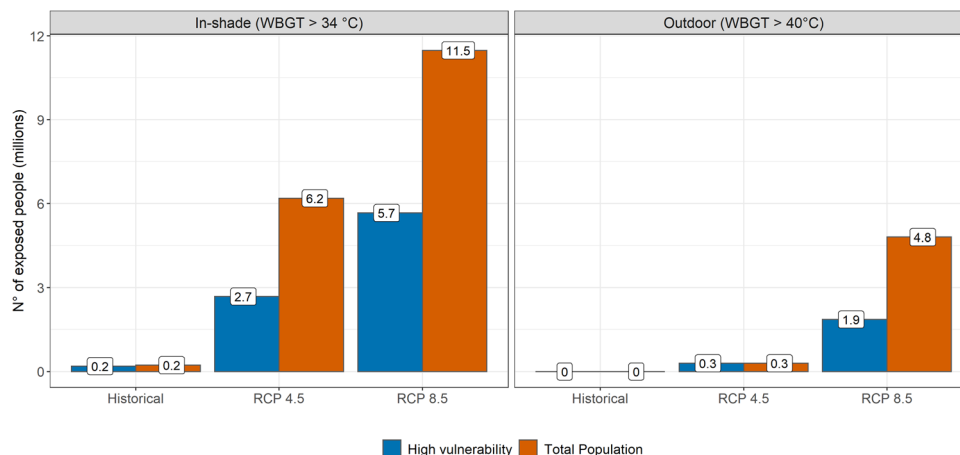 In-shade (WBGT > 34 °C)
Outdoor (WBGT > 40°C)
N° of exposed people (millions)
12
9
6
3
0
0.2
0.2
2.7
6.2
5.7
11.5
0
0
0.3
0.3
1.9
4.8
Historical
RCP 4.5
RCP 8.5
Historical
RCP 4.5
RCP 8.5
High vulnerability
Total Population